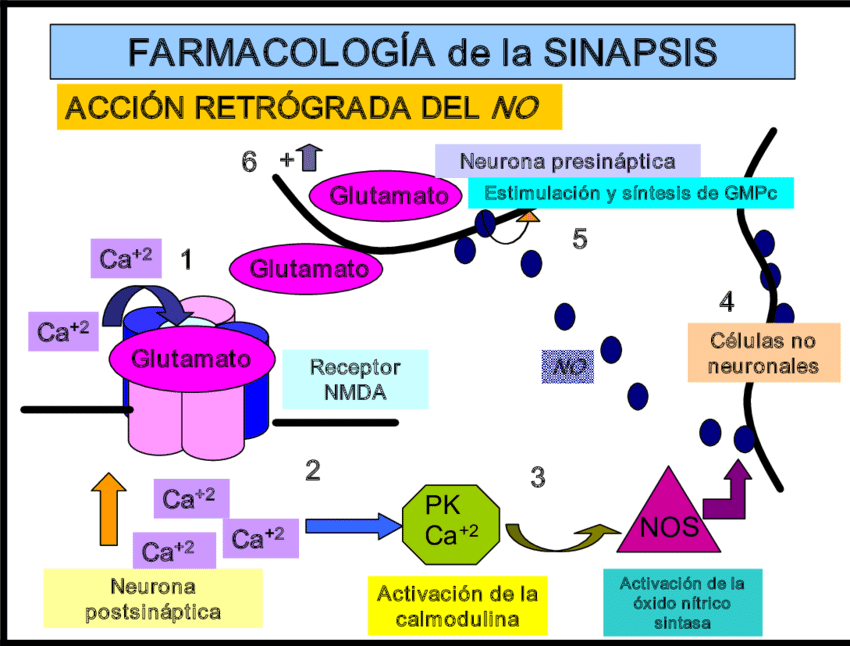 FARMACOLOGÍA de la SINAPSIS
ACCIÓN RETRÓGRADA DEL NO
6 +
Neurona presináptica
Glutamato
Estimulación y síntesis de GMPc
5
Ca+2
1
Glutamato
4
Ca+2
Glutamato
Receptor
NMDA
NO
Células no
neuronales
2
3
Ca+2
Ca+2
Ca+2
PK
Ca+2
NOS
Neurona
postsináptica
Activación de la
calmodulina
Activación de la
óxido nítrico
sintasa